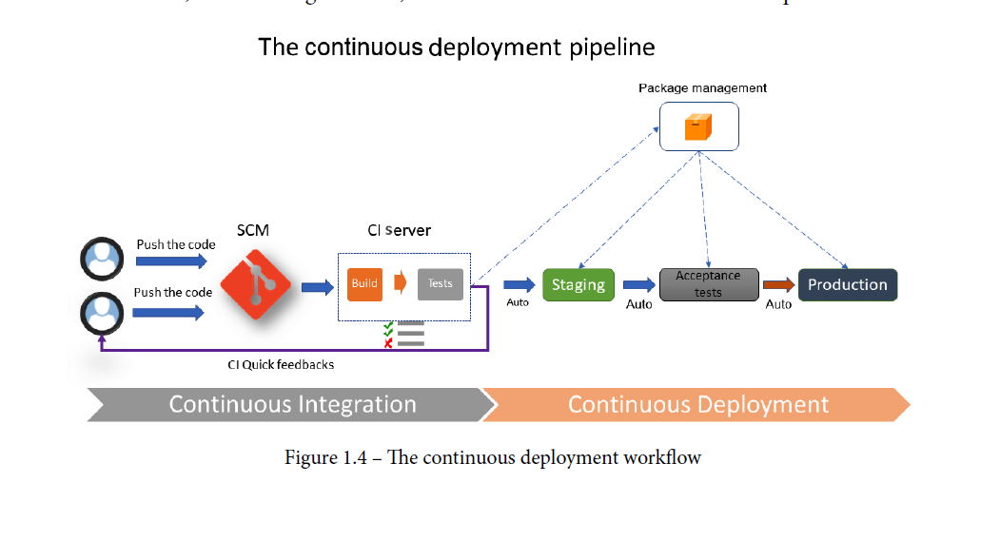 The continuous deployment pipeline
Package management
SCM
CI server
Push the code
Push the code
Build
Tests
Staging
Acceptance
tests
Production
Auto
Auto
Auto
CI Quick feedbacks
Continuous Integration
Continuous Deployment
Figure 1.4 – The continuous deployment workflow